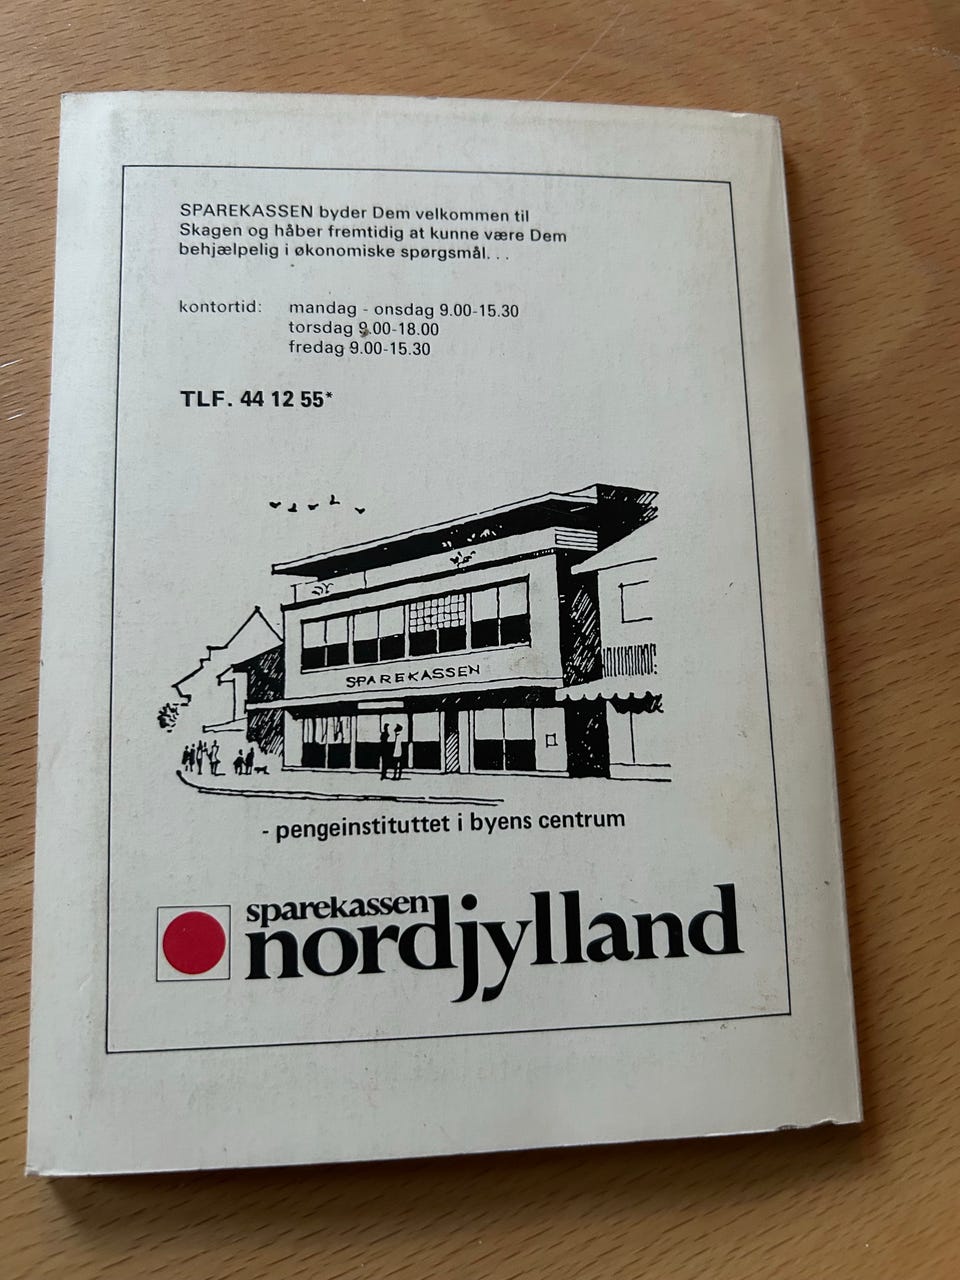 SPAREKASSEN byder Dem velkommen til
Skagen og håber fremtidig at kunne være Dem
behjælpelig i økonomiske spørgsmål. . .
kontortid: mandag - onsdag 9.00-15.30
torsdag 9.00-18.00
fredag 9.00-15.30
TLF. 44 12 55*
SPAREKASSEN
- pengeinstituttet i byens centrum
sparekassen
nordjylland